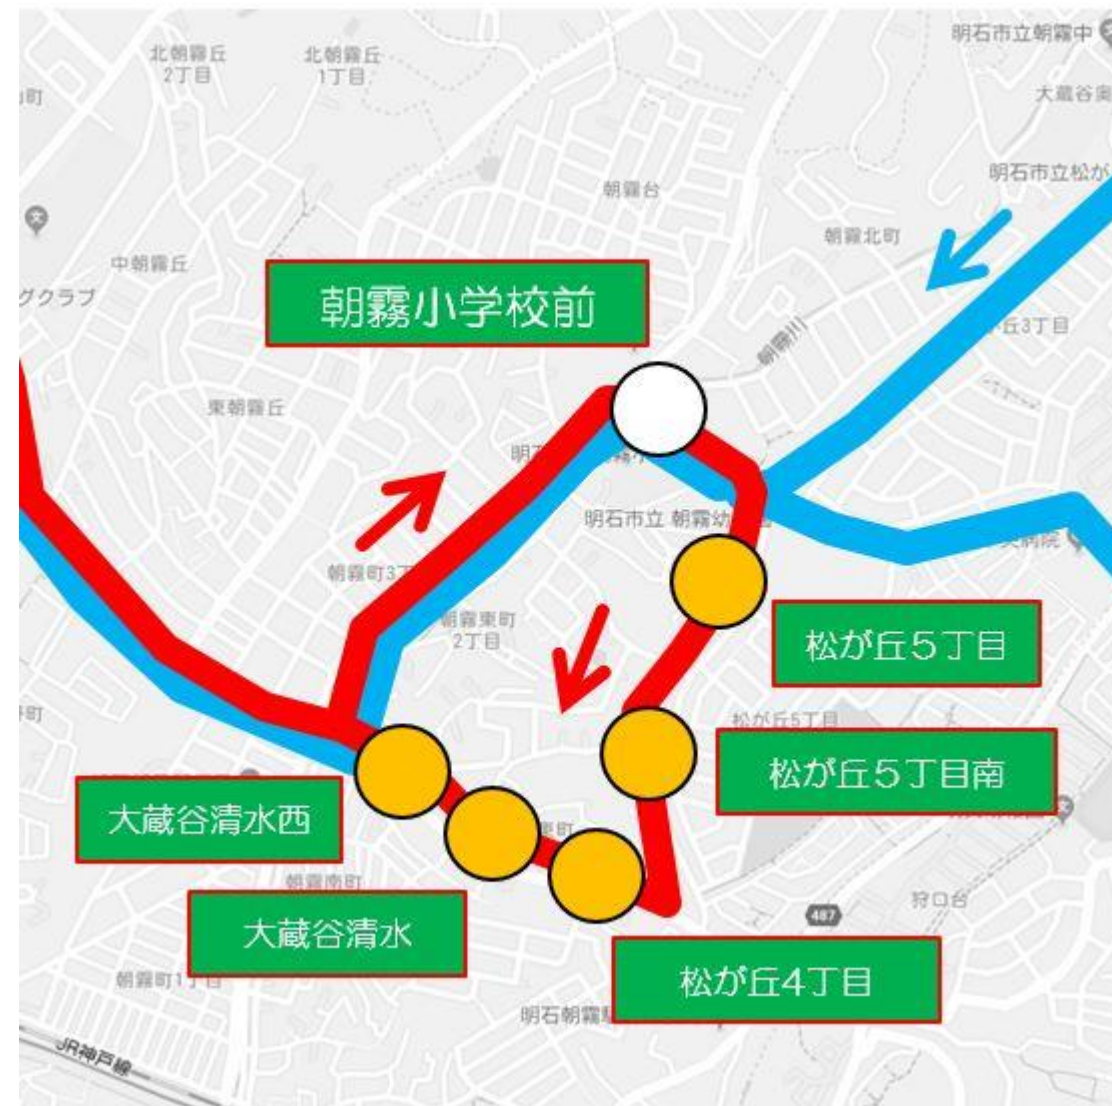 明石市立朝霧中
北朝霧丘
2丁目
北朝霧丘
1丁目
大蔵谷奥
町
明石市立松が
朝霧台
朝霧北町
中朝霧丘
グクラブ
朝霧小学校前
丘3丁目
朝霧川
東朝霧丘
明石市立 朝霧幼
朝霧町3丁
朝霧東町
2丁目
松が丘5丁目
松が丘5丁目
松が丘5丁目南
大蔵谷清水西
東町
朝霧南町
狩口台
487
大蔵谷清水
松が丘4丁目
朝霧町1丁目
明石朝霧
JR神戸線